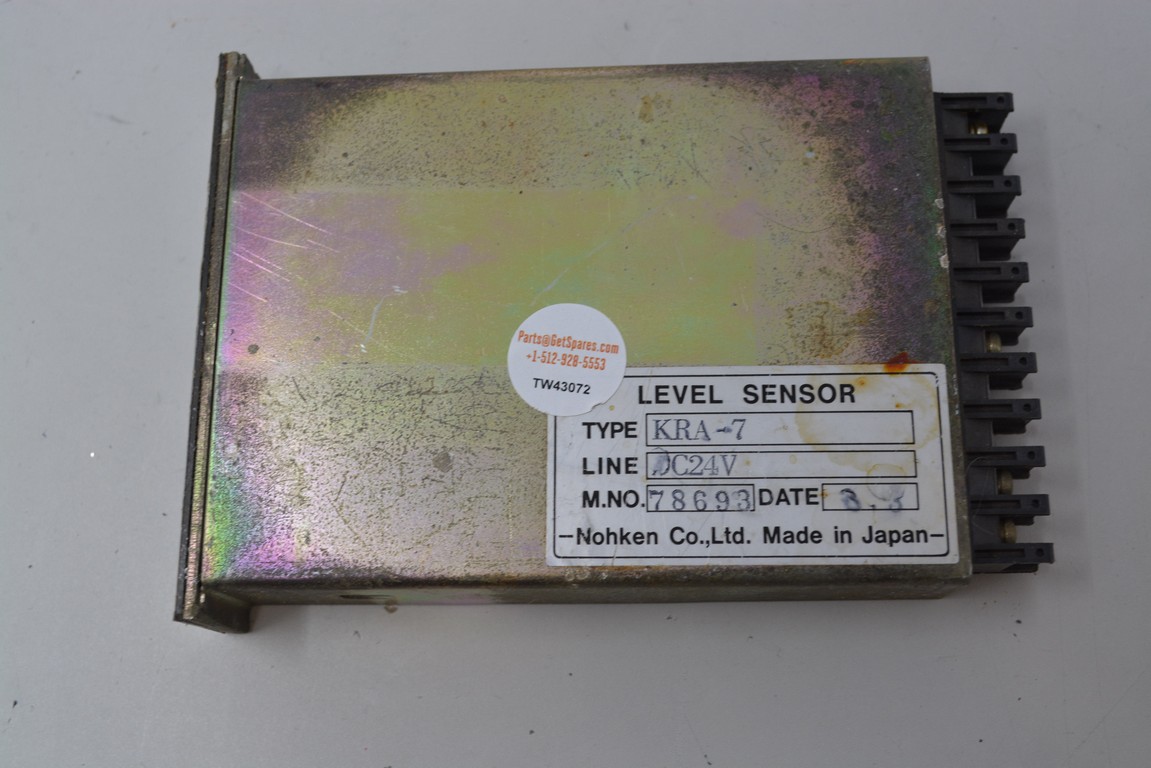 Parts@GetSpares.com
+1-512-928-5553
TW43072
LEVEL SENSOR
TYPE KRA-7
LINE DC24V
M.NO. 78693 DATE
-Nohken Co.,Ltd. Made in Japan-